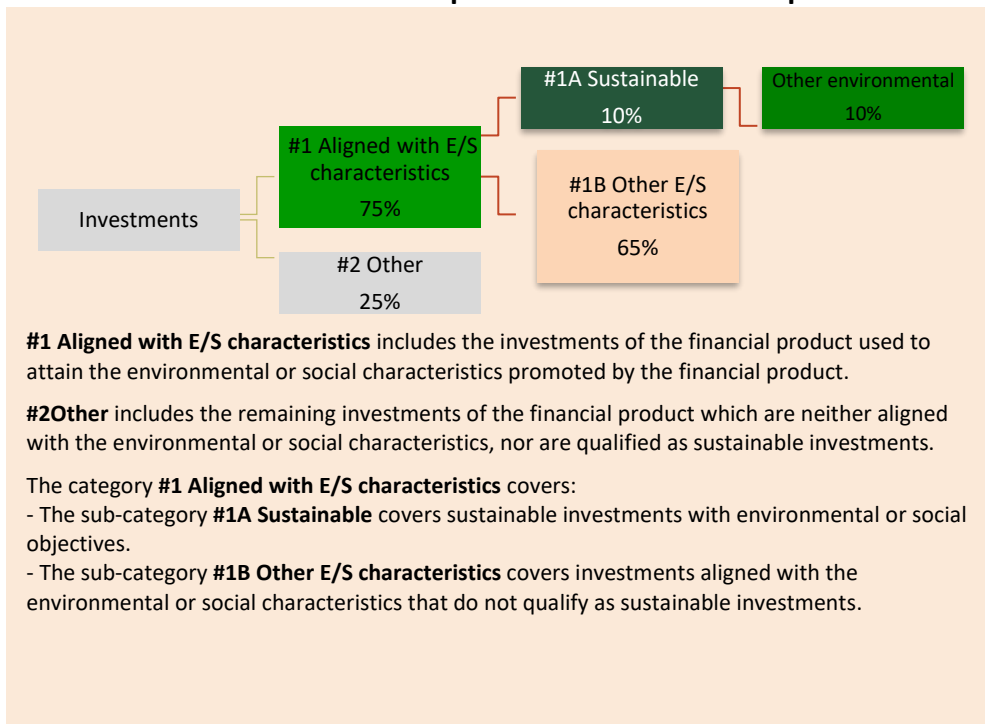 #1A Sustainable
10%
Other environmental
10%
#1 Aligned with E/S
characteristics
75%
#1B Other E/S
characteristics
65%
Investments
#2 Other
25%
#1 Aligned with E/S characteristics includes the investments of the financial product used to
attain the environmental or social characteristics promoted by the financial product.
#2Other includes the remaining investments of the financial product which are neither aligned
with the environmental or social characteristics, nor are qualified as sustainable investments.
The category #1 Aligned with E/S characteristics covers:
- The sub-category #1A Sustainable covers sustainable investments with environmental or social
objectives.
- The sub-category #1B Other E/S characteristics covers investments aligned with the
environmental or social characteristics that do not qualify as sustainable investments.